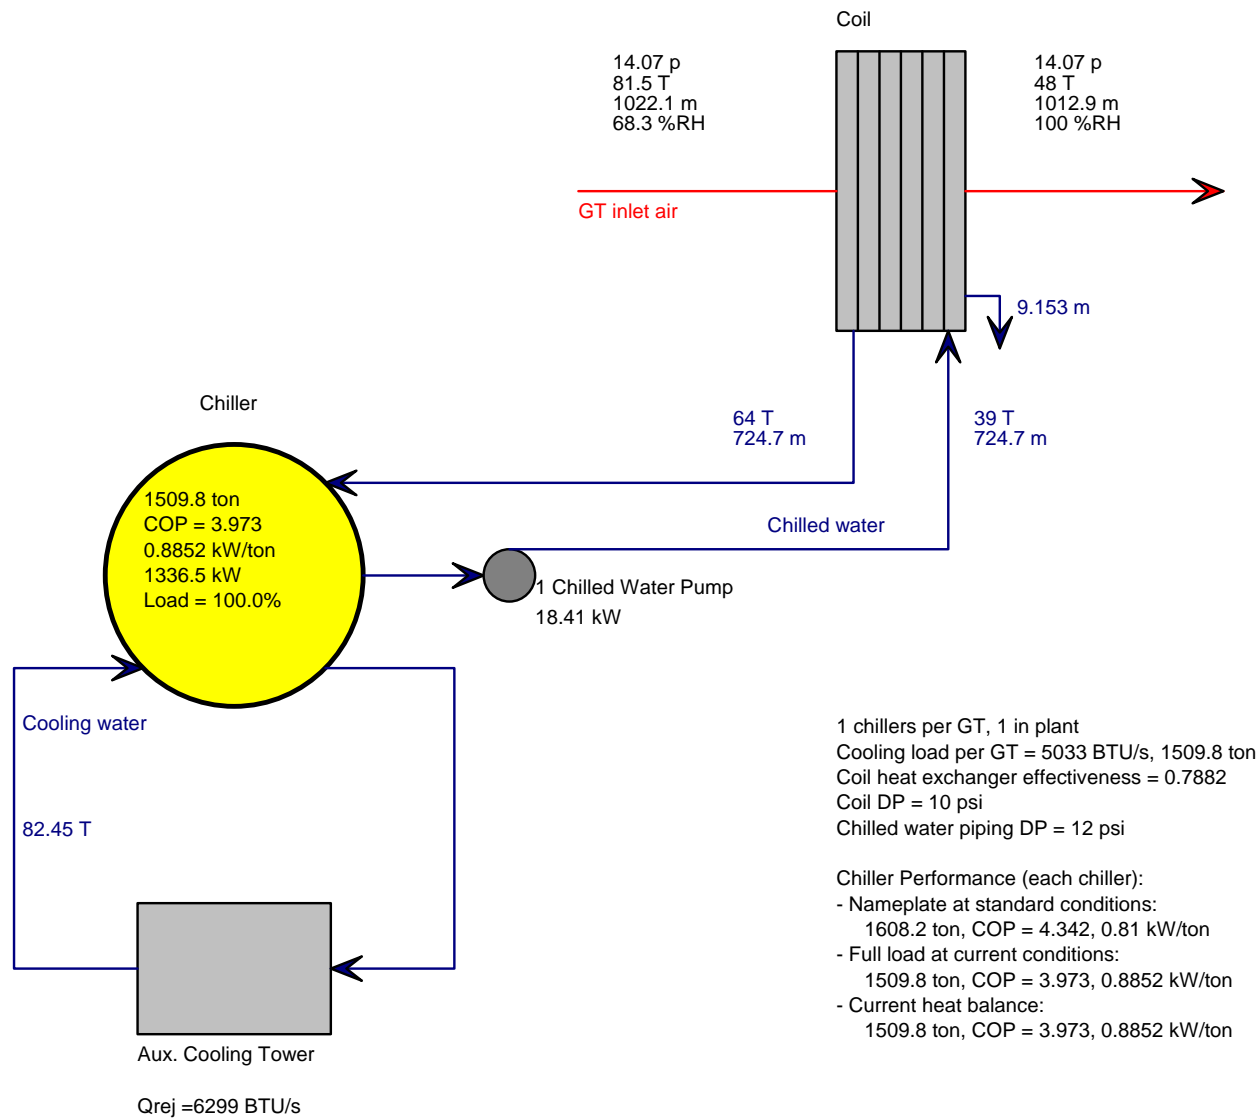 Coil
14.07 p
81.5 T
1022.1 m
68.3 %RH
14.07 p
48 T
1012.9 m
100 %RH
GT inlet air
9.153 m
64 T
724.7 m
39 T
724.7 m
Chiller
1509.8 ton
COP = 3.973
0.8852 kW/ton
1336.5 kW
Load = 100.0%
Chilled water
1 Chilled Water Pump
18.41 kW
Cooling water
82.45 T
Aux. Cooling Tower
Qrej =6299 BTU/s
1 chillers per GT, 1 in plant
Cooling load per GT = 5033 BTU/s, 1509.8 ton
Coil heat exchanger effectiveness = 0.7882
Coil DP = 10 psi
Chilled water piping DP = 12 psi
Chiller Performance (each chiller):
- Nameplate at standard conditions:
1608.2 ton, COP = 4.342, 0.81 kW/ton
- Full load at current conditions:
1509.8 ton, COP = 3.973, 0.8852 kW/ton
- Current heat balance:
1509.8 ton, COP = 3.973, 0.8852 kW/ton